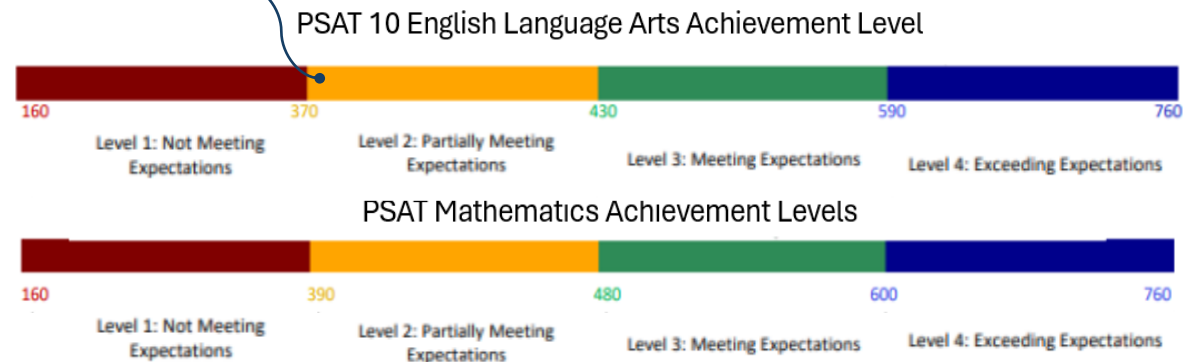 PSAT 10 English Language Arts Achievement Level
160 370 430 590 760
Level 1: Not Meeting
Expectations
Level 2: Partially Meeting
Expectations
Level 3: Meeting Expectations
Level 4: Exceeding Expectations
PSAT Mathematics Achievement Levels
160 390 480 600 760
Level 1: Not Meeting
Expectations
Level 2: Partially Meeting
Expectations
Level 3: Meeting Expectations
Level 4: Exceeding Expectations